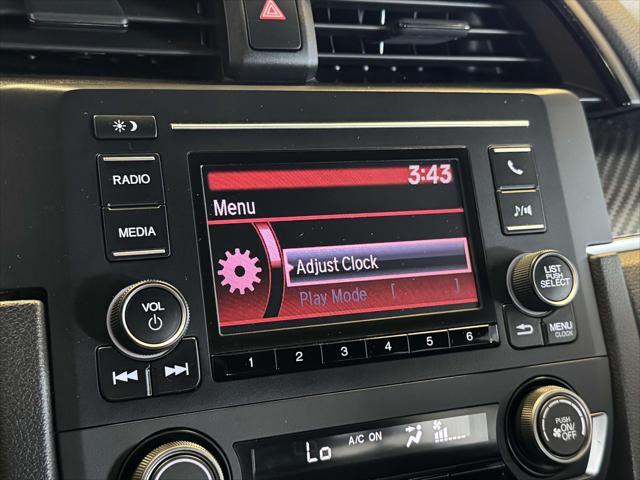 RADIO
MEDIA
VOL
3:43
Menu
Adjust Clock
Play Mode [ ]
1 2 3 4 5 6
LIST
PUSH
SELECT
MENU
CLOCK
Lo
A/C ON
PUSH
ON/
OFF